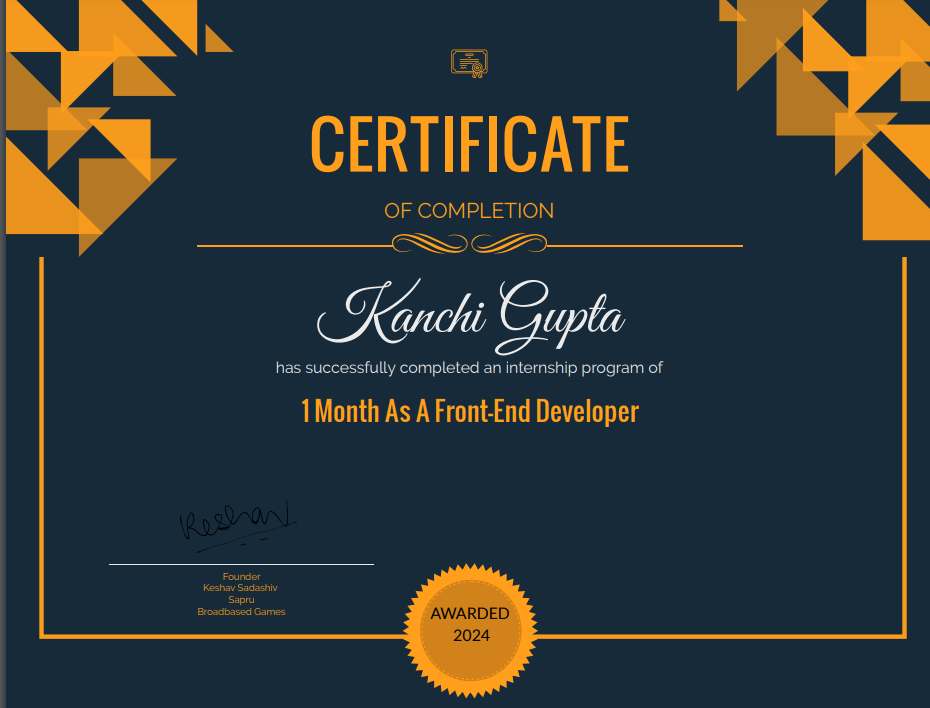 CERTIFICATE
OF COMPLETION
Kanchi Gupta
has successfully completed an internship program of
1 Month As A Front-End Developer
Keshav
Founder
Keshav Sadashiv
Sapru
Broadbased Games
AWARDED
2024